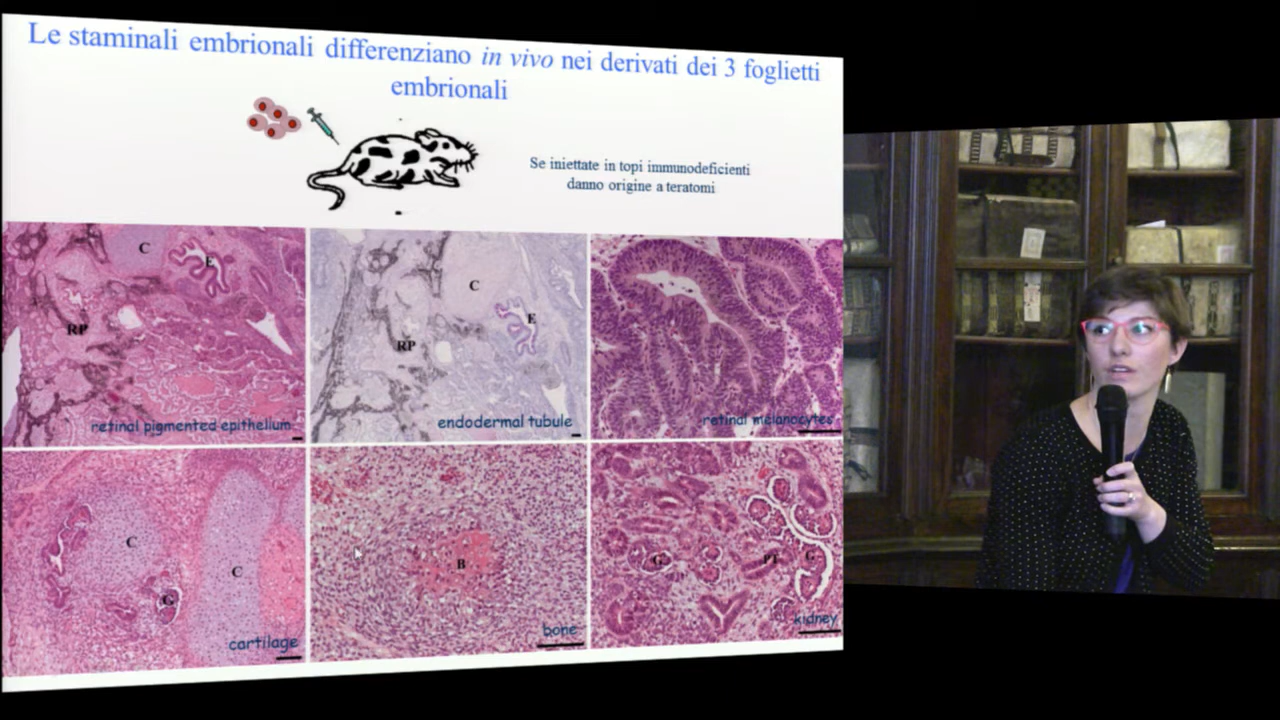 Le staminali embrionali differenziano in vivo nei derivati dei 3 foglietti
embrionali
Se iniettate in topi immunodeficienti
danno origine a teratomi
C
E
RP
retinal pigmented epithelium
C
E
RP
endodermal tubule
retinal melanocytes
C
C
G
cartilage
B
bone
G
PT
G
kidney